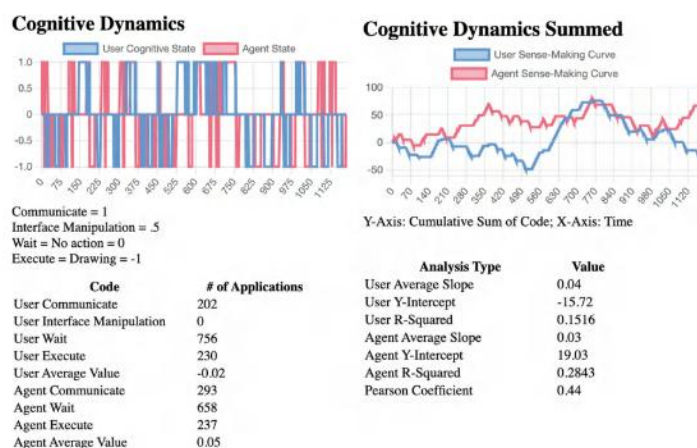 Cognitive Dynamics
User Cognitive State
Agent State
1.0
0.5
0
-0.5
-1.0
0
75
150
225
300
375
450
525
600
675
750
825
900
975
1050
1125
Communicate = 1
Interface Manipulation = .5
Wait = No action = 0
Execute = Drawing = -1
Code # of Applications
User Communicate 202
User Interface Manipulation 0
User Wait 756
User Execute 230
User Average Value -0.02
Agent Communicate 293
Agent Wait 658
Agent Execute 237
Agent Average Value 0.05
Cognitive Dynamics Summed
User Sense-Making Curve
Agent Sense-Making Curve
100
50
0
-50
0
70
140
210
280
350
420
490
560
630
700
770
840
910
980
1050
1120
Y-Axis: Cumulative Sum of Code; X-Axis: Time
Analysis Type Value
User Average Slope 0.04
User Y-Intercept -15.72
User R-Squared 0.1516
Agent Average Slope 0.03
Agent Y-Intercept 19.03
Agent R-Squared 0.2843
Pearson Coefficient 0.44